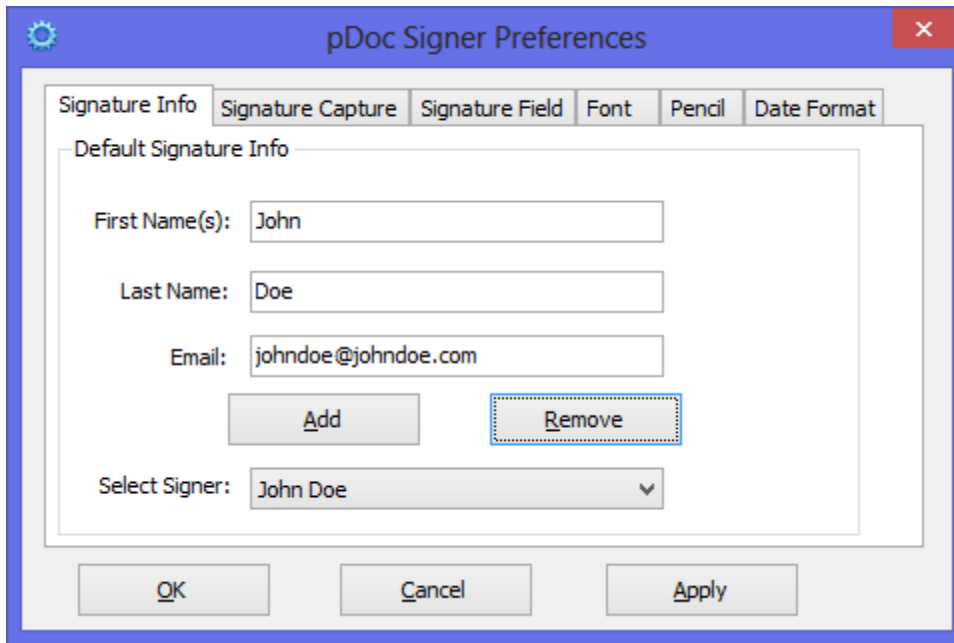 pDoc Signer Preferences
Signature Info Signature Capture Signature Field Font Pencil Date Format
Default Signature Info
First Name(s): John
Last Name: Doe
Email: johndoe@johndoe.com
Add Remove
Select Signer: John Doe
OK Cancel Apply